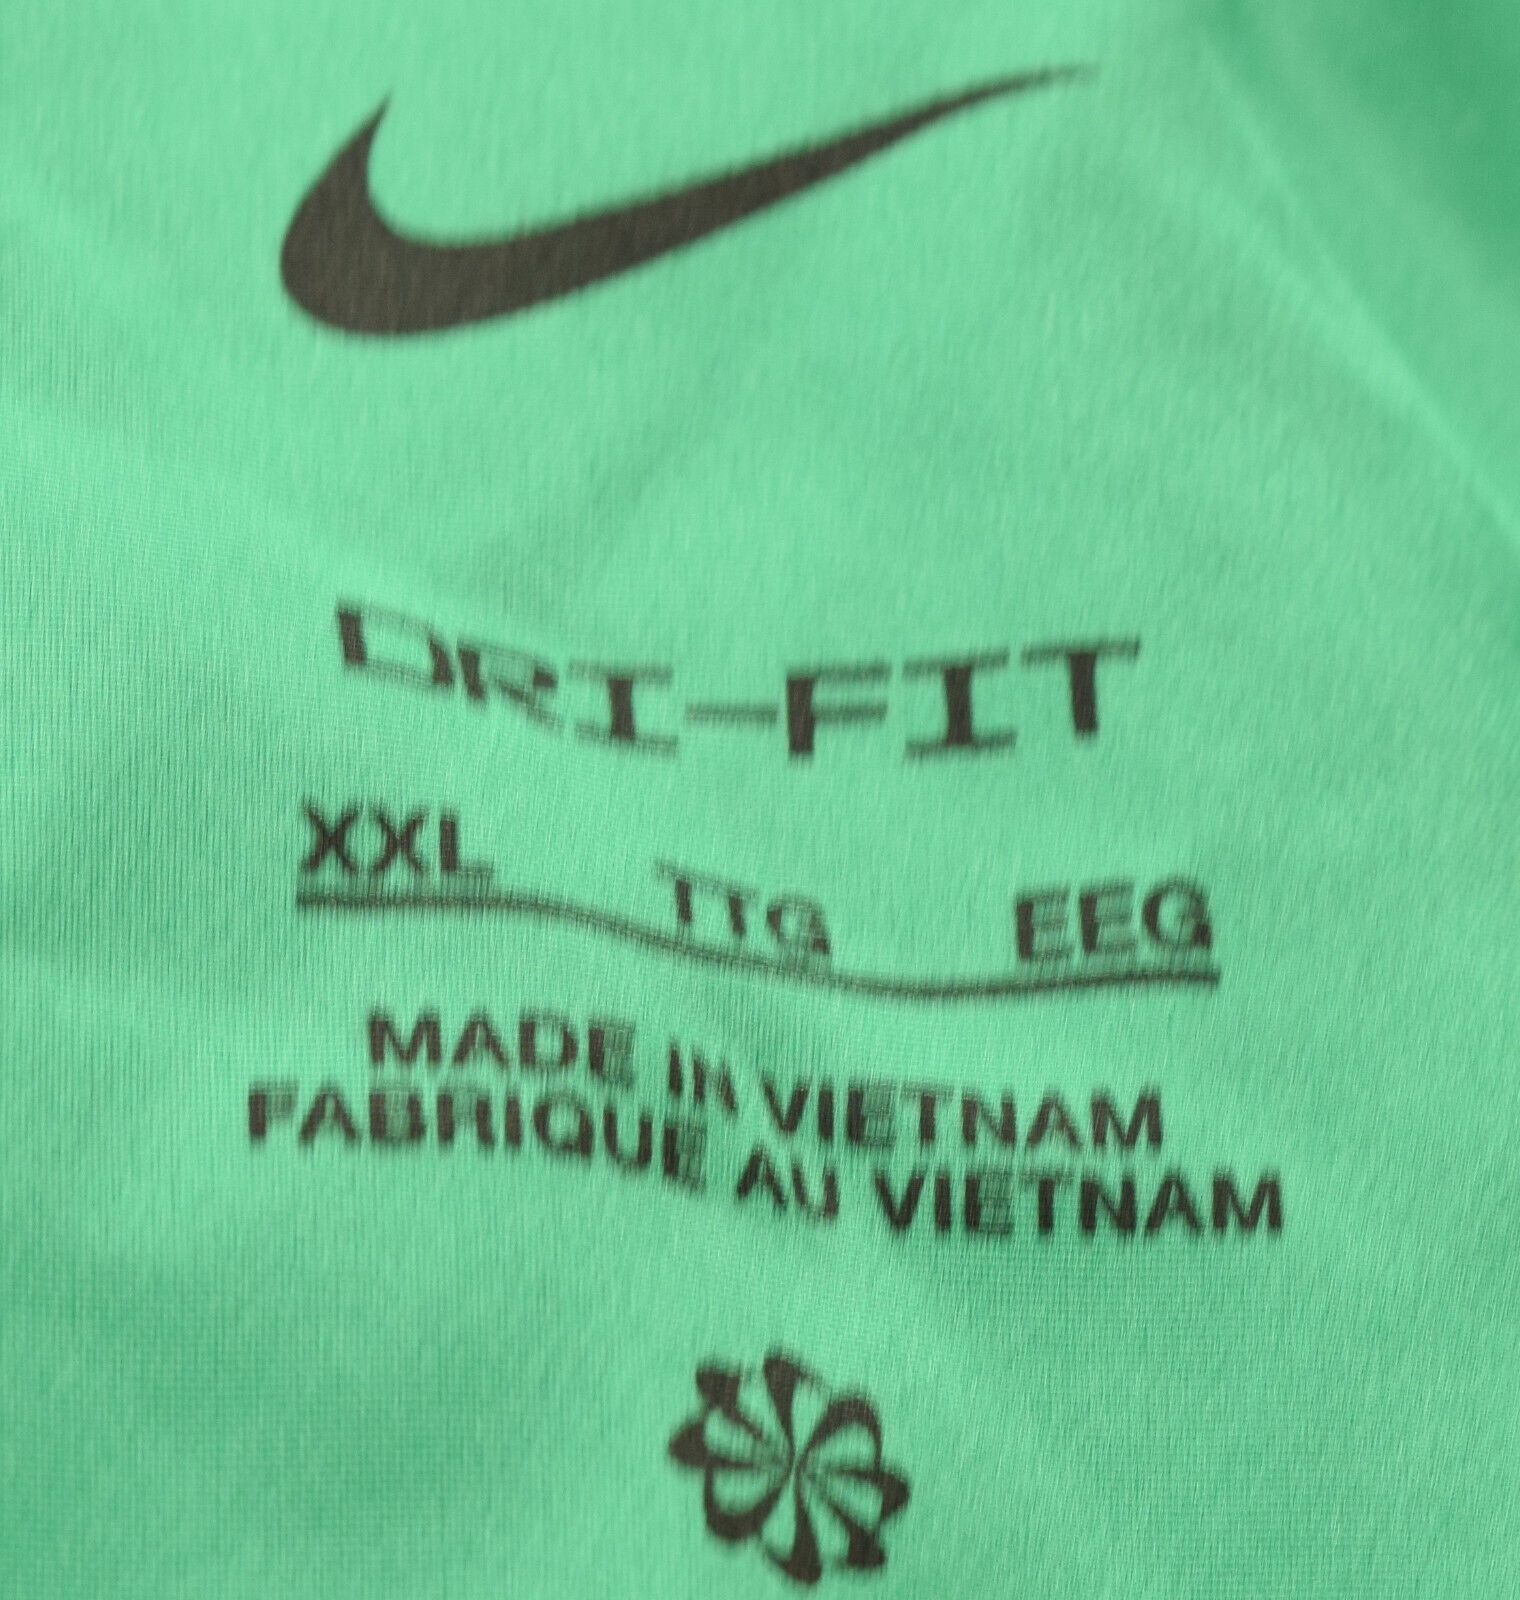 DRI-FIT
XXL TTG EEG
MADE IN VIETNAM
FABRIQUE AU VIETNAM